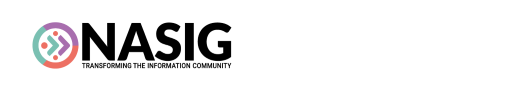 NASIG
TRANSFORMING THE INFORMATION COMMUNITY